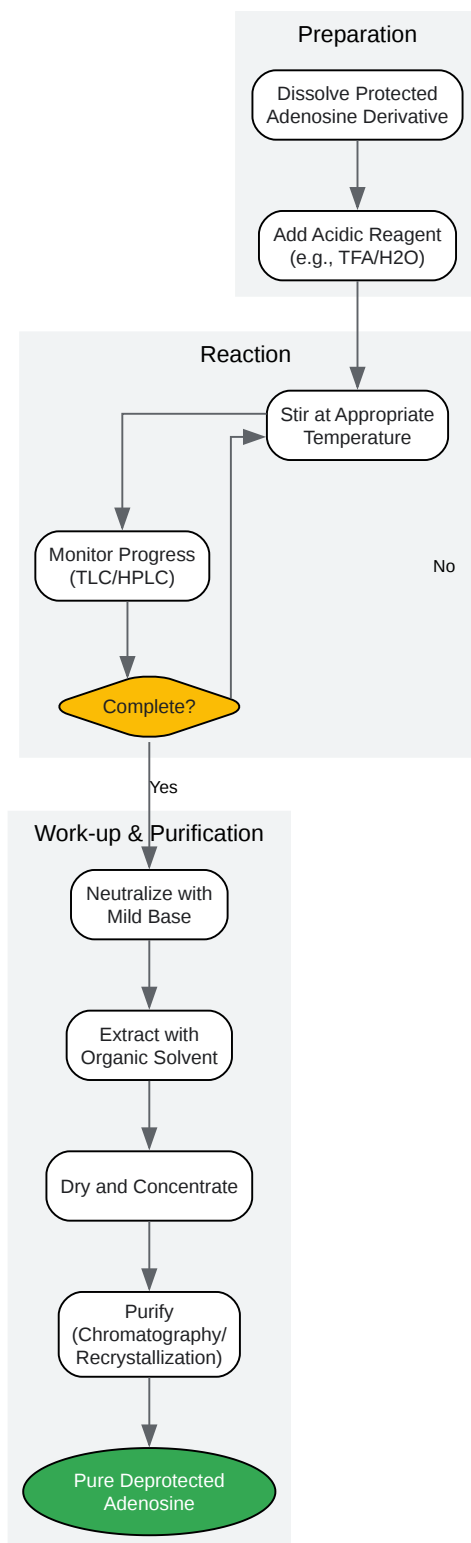 Preparation
Dissolve Protected
Adenosine Derivative
Add Acidic Reagent
(e.g., TFA/H2O)
Reaction
Stir at Appropriate
Temperature
Monitor Progress
(TLC/HPLC)
No
Complete?
Yes
Work-up & Purification
Neutralize with
Mild Base
Extract with
Organic Solvent
Dry and Concentrate
Purify
(Chromatography/
Recrystallization)
Pure Deprotected
Adenosine